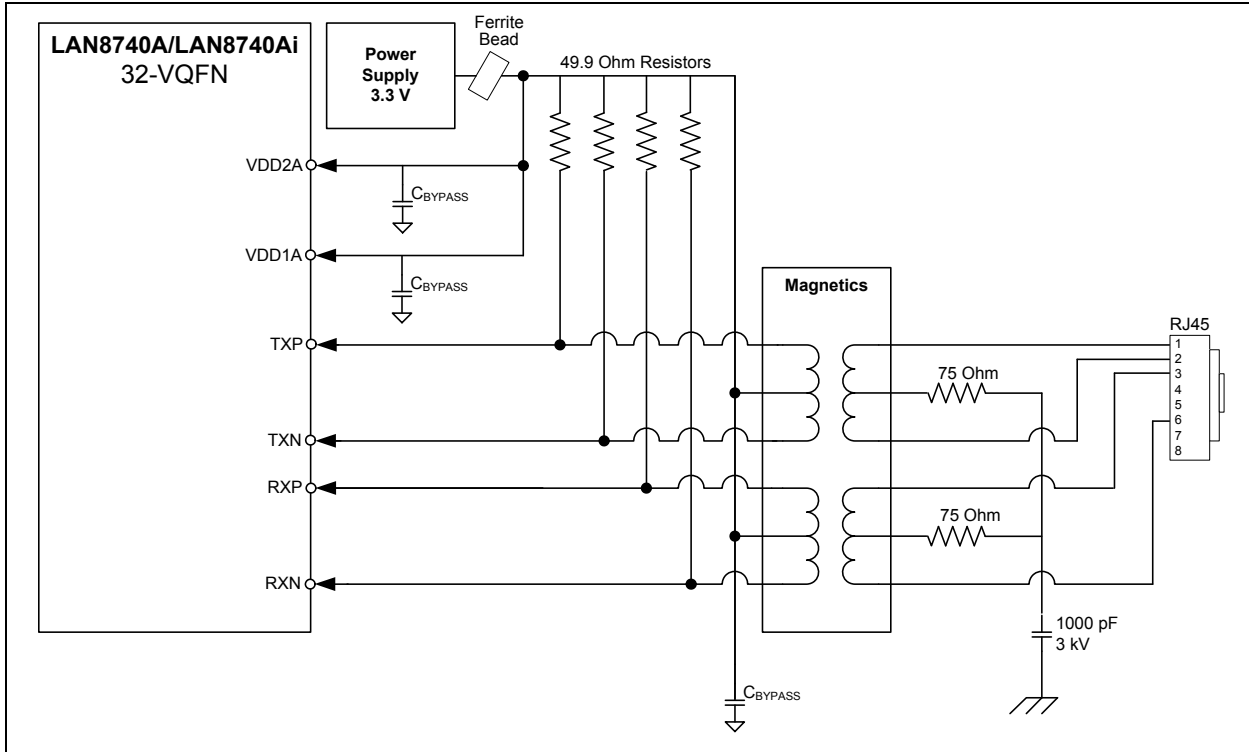 LAN8740A/LAN8740Ai
32-VQFN
Power
Supply
3.3 V
Ferrite
Bead
49.9 Ohm Resistors
VDD2A
CBYPASS
VDD1A
CBYPASS
Magnetics
RJ45
TXP
1
2
3
4
5
6
7
8
75 Ohm
TXN
RXP
75 Ohm
RXN
1000 pF
3 kV
CBYPASS